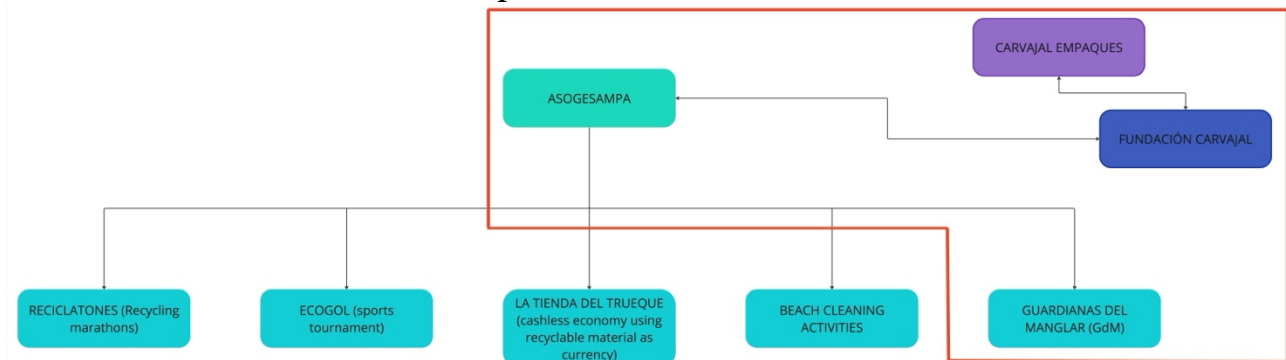 CARVAJAL EMPAQUES
ASOGESAMPA
FUNDACIÓN CARVAJAL
RECICLATONES (Recycling
marathons)
ECOGOL (sports
tournament)
LA TIENDA DEL TRUEQUE
(cashless economy using
recyclable material as
currency)
BEACH CLEANING
ACTIVITIES
GUARDIANAS DEL
MANGLAR (GdM)